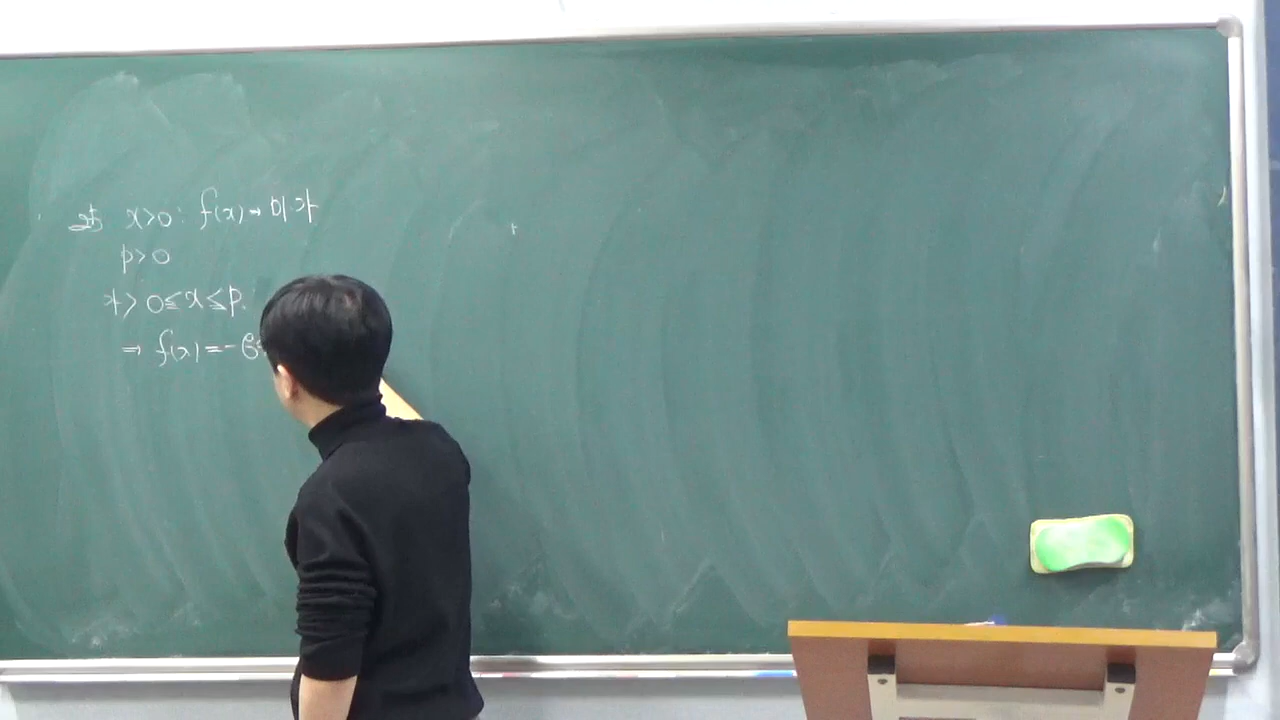 x>0 : f(x) → 미·가
p>0
가> 0≤x≤p.
⇒ f(x)=-